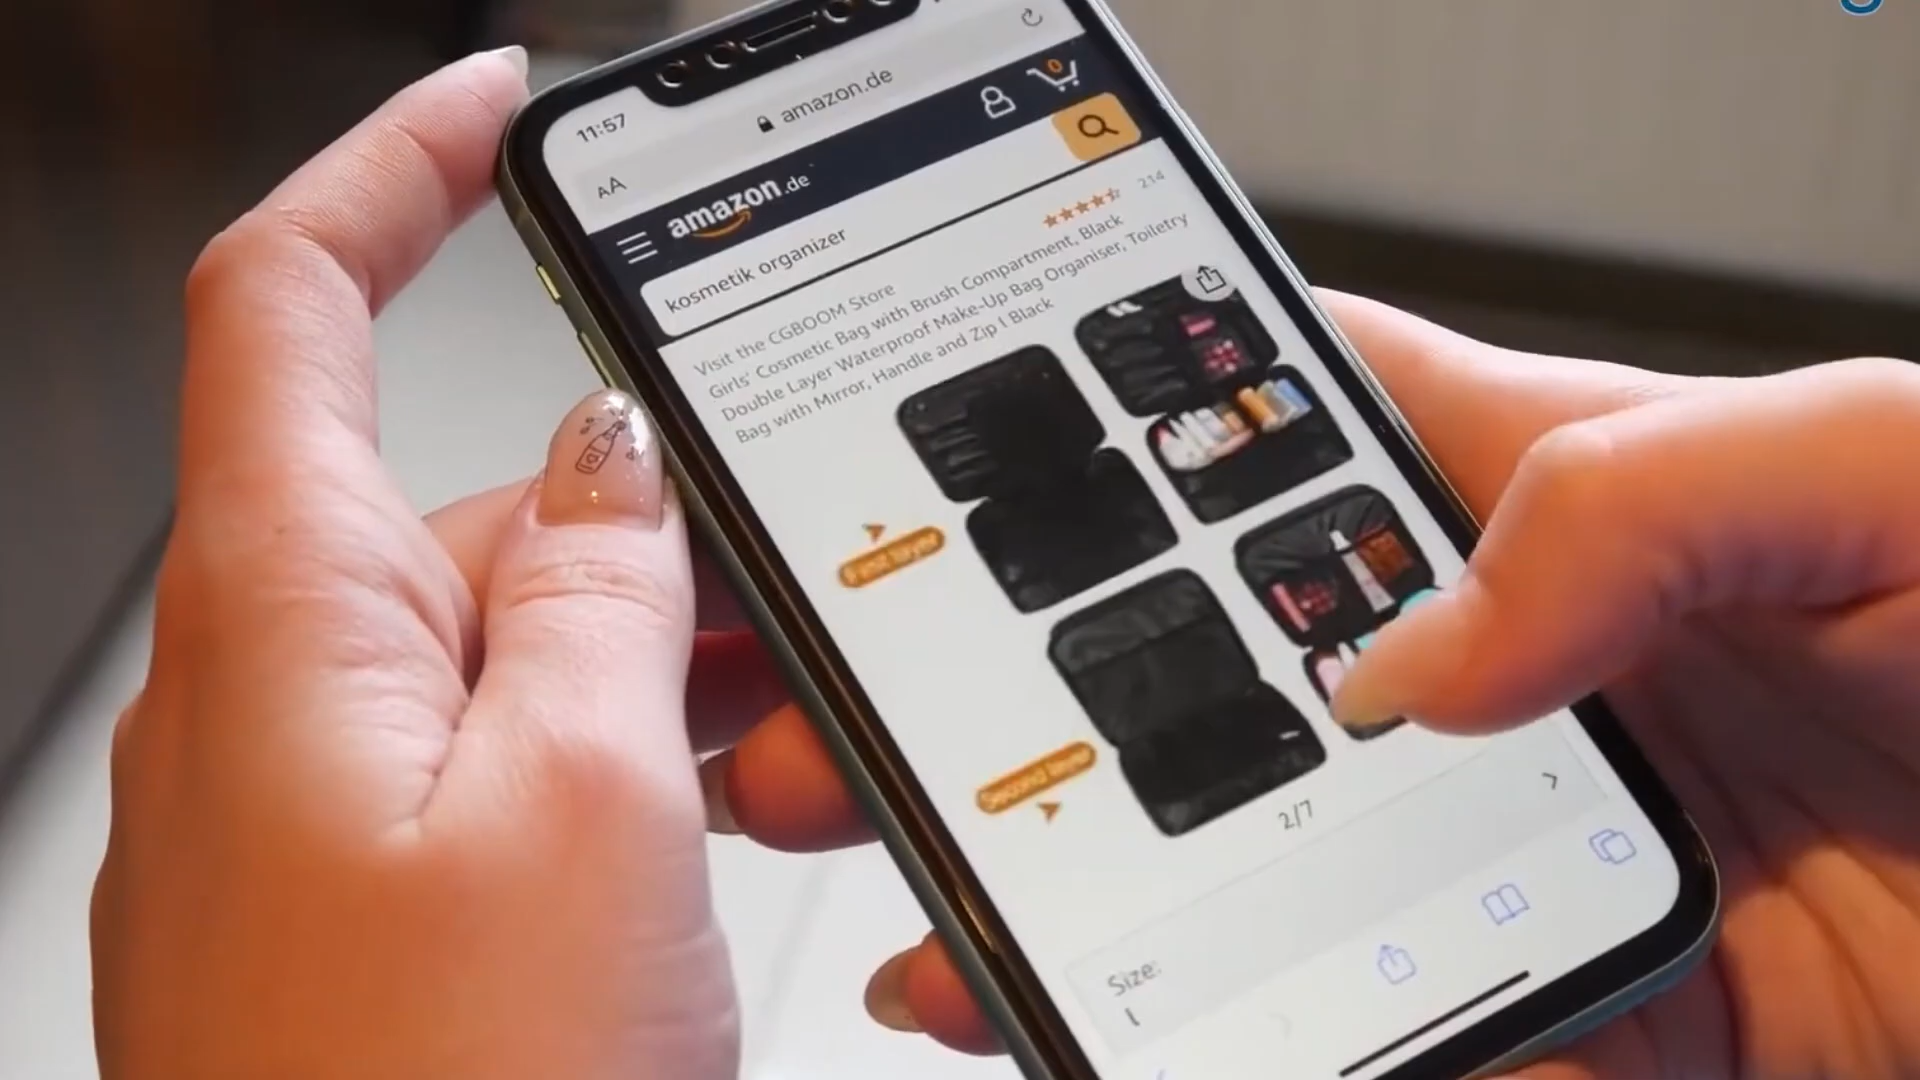 11:57
amazon.de
AA
0
amazon.de
kosmetik organizer
Visit the CGBOOM Store
214
Girls' Cosmetic Bag with Brush Compartment, Black
Double Layer Waterproof Make-Up Bag Organiser, Toiletry
Bag with Mirror, Handle and Zip l Black
First layer
Second layer
2/7
Size:
l